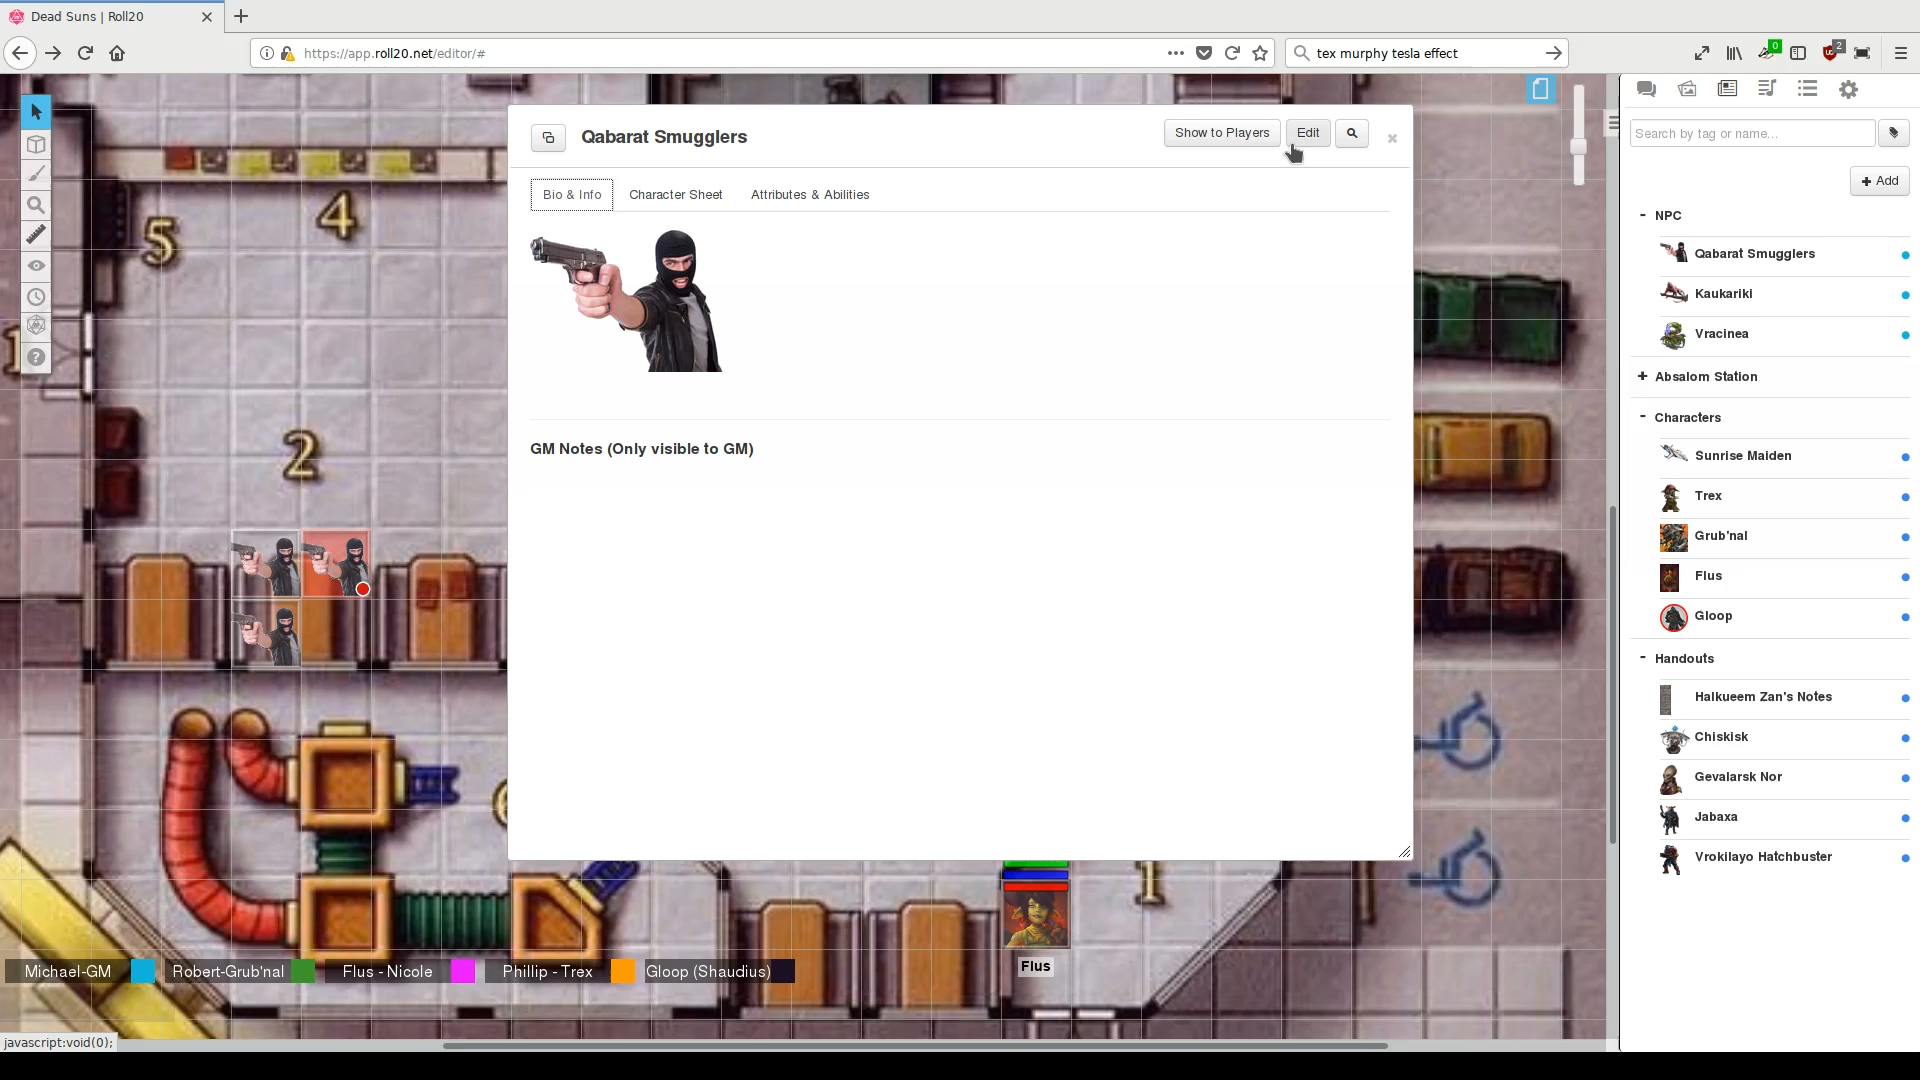 Dead Suns | Roll20
https://app.roll20.net/editor/#
tex murphy tesla effect
0
2
Qabarat Smugglers
Show to Players
Edit
Bio & Info
Character Sheet
Attributes & Abilities
GM Notes (Only visible to GM)
Search by tag or name...
+ Add
- NPC
Qabarat Smugglers
Kaukariki
Vracinea
+ Absalom Station
- Characters
Sunrise Maiden
Trex
Grub'nal
Flus
Gloop
- Handouts
Halkueem Zan's Notes
Chiskisk
Gevalarsk Nor
Jabaxa
Vrokilayo Hatchbuster
5
4
2
1
1
Flus
Michael-GM
Robert-Grub'nal
Flus - Nicole
Phillip - Trex
Gloop (Shaudius)
javascript:void(0);